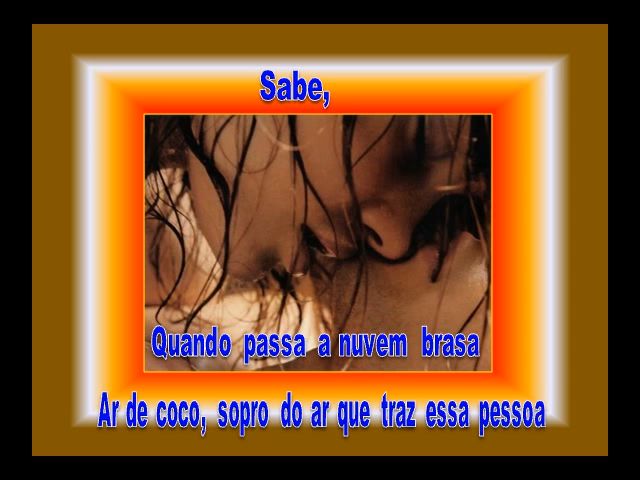 Sabe,
Quando passa a nuvem brasa
Ar de coco, sopro do ar que traz essa pessoa